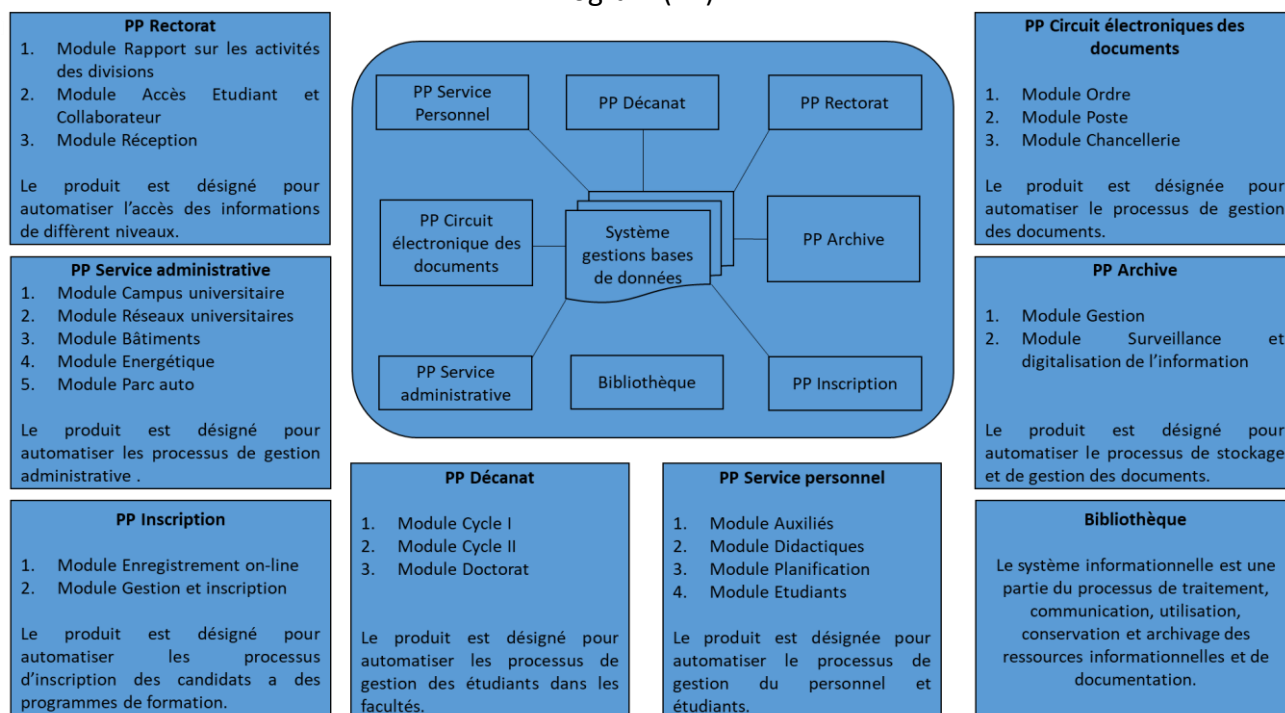 PP Rectorat
1. Module Rapport sur les activités
des divisions
2. Module Accès Etudiant et
Collaborateur
3. Module Réception
Le produit est désigné pour
automatiser l’accès des informations
de diffèrent niveaux.
PP Service administrative
1. Module Campus universitaire
2. Module Réseaux universitaires
3. Module Bâtiments
4. Module Energétique
5. Module Parc auto
Le produit est désigné pour
automatiser les processus de gestion
administrative .
PP Inscription
1. Module Enregistrement on-line
2. Module Gestion et inscription
Le produit est désigné pour
automatiser les processus
d’inscription des candidats a des
programmes de formation.
PP Service
Personnel
PP Décanat
PP Rectorat
PP Circuit
électronique des
documents
Système
gestions bases
de données
PP Archive
PP Service
administrative
Bibliothèque
PP Inscription
PP Décanat
1. Module Cycle I
2. Module Cycle II
3. Module Doctorat
Le produit est désigné pour
automatiser les processus de
gestion des étudiants dans les
facultés.
PP Service personnel
1. Module Auxiliés
2. Module Didactiques
3. Module Planification
4. Module Etudiants
Le produit est désignée pour
automatiser le processus de
gestion du personnel et
étudiants.
PP Circuit électroniques des
documents
1. Module Ordre
2. Module Poste
3. Module Chancellerie
Le produit est désignée pour
automatiser le processus de gestion
des documents.
PP Archive
1. Module Gestion
2. Module Surveillance et
digitalisation de l’information
Le produit est désigné pour
automatiser le processus de stockage
et de gestion des documents.
Bibliothèque
Le système informationnelle est une
partie du processus de traitement,
communication, utilisation,
conservation et archivage des
ressources informationnelles et de
documentation.